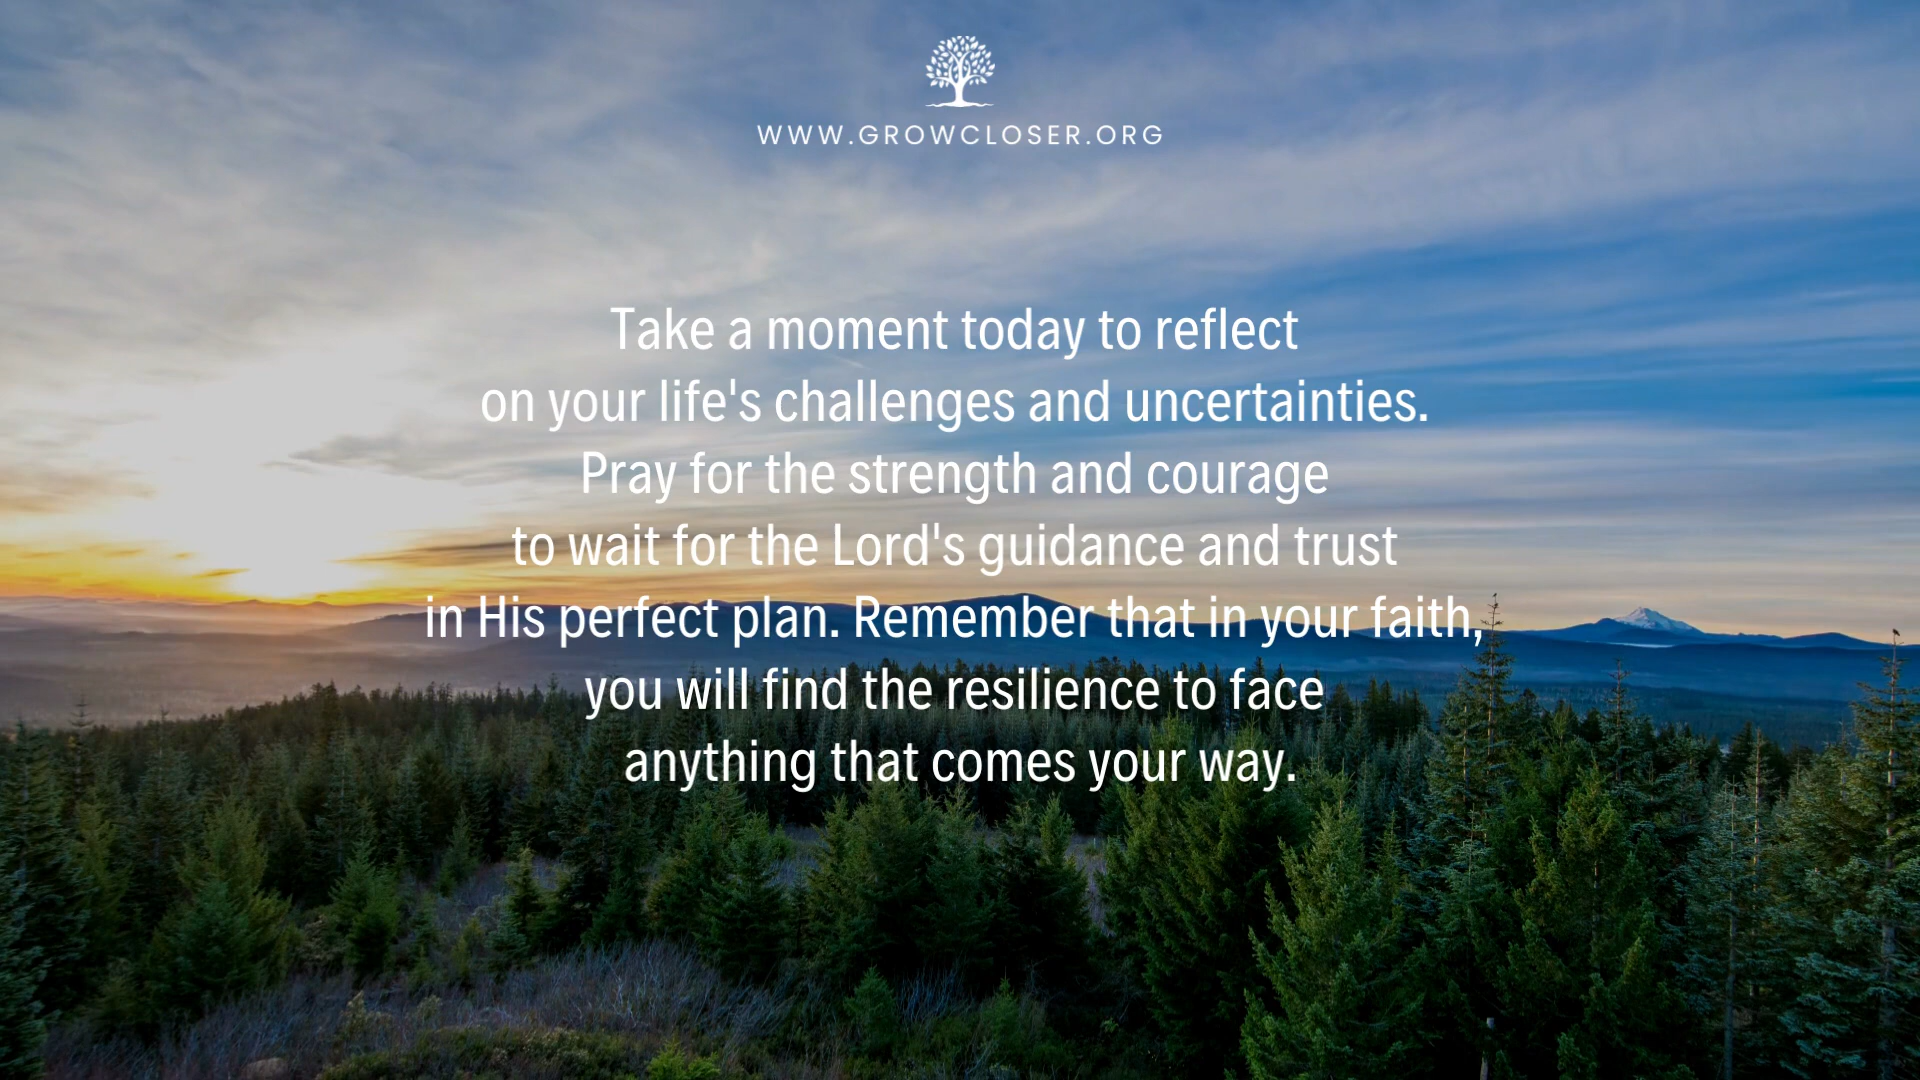 WWW.GROWCLOSER.ORG
Take a moment today to reflect
on your life's challenges and uncertainties.
Pray for the strength and courage
to wait for the Lord's guidance and trust
in His perfect plan. Remember that in your faith,
you will find the resilience to face
anything that comes your way.